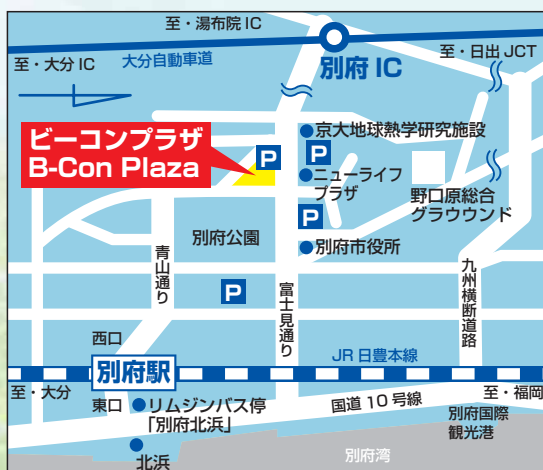 至・湯布院 IC
至・大分 IC
大分自動車道
別府 IC
至・日出 JCT
ビーコンプラザ
B-Con Plaza
P
京大地球熱学研究施設
P
ニューライフ
プラザ
野口原総合
グラウウンド
P
別府公園
別府市役所
青山通り
P
富士見通り
九州横断道路
西口
JR 日豊本線
別府駅
至・大分
至・福岡
東口
リムジンバス停
「別府北浜」
国道 10 号線
別府国際
観光港
北浜
別府湾